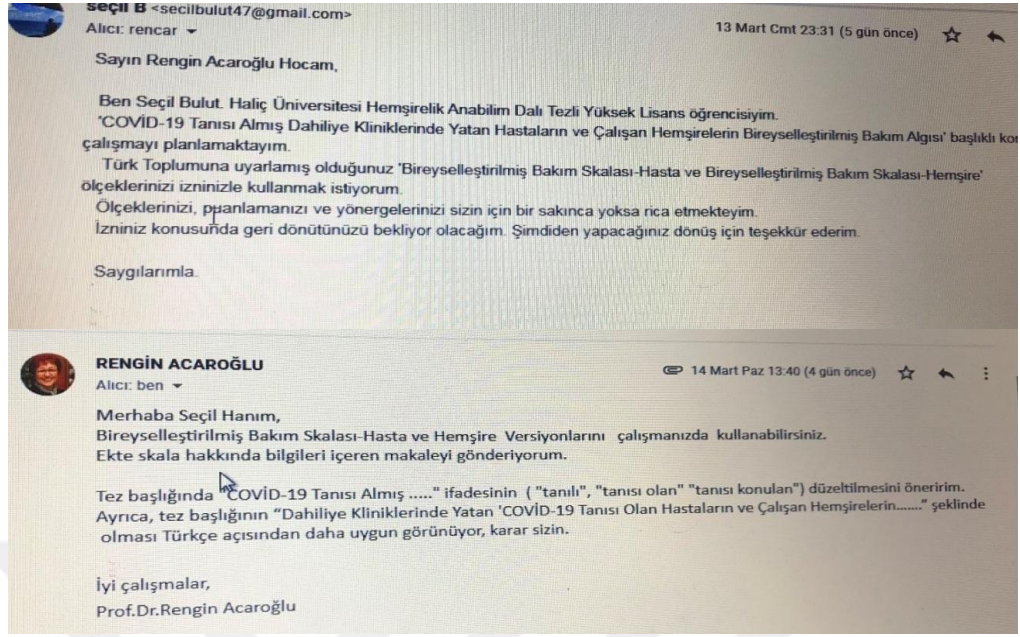 seçil B <secilbulut47@gmail.com>
Alıcı: rencar
13 Mart Cmt 23:31 (5 gün önce)
Sayın Rengin Acaroğlu Hocam,
Ben Seçil Bulut. Haliç Üniversitesi Hemşirelik Anabilim Dalı Tezli Yüksek Lisans öğrencisiyim.
'COVİD-19 Tanısı Almış Dahiliye Kliniklerinde Yatan Hastaların ve Çalışan Hemşirelerin Bireyselleştirilmiş Bakım Algısı' başlıklı
çalışmayı planlamaktayım.
Türk Toplumuna uyarlamış olduğunuz 'Bireyselleştirilmiş Bakım Skalası-Hasta ve Bireyselleştirilmiş Bakım Skalası-Hemşire'
ölçeklerinizi izninizle kullanmak istiyorum.
Ölçeklerinizi, puanlamanızı ve yönergelerinizi sizin için bir sakınca yoksa rica etmekteyim.
İzniniz konusunda geri dönütünüzü bekliyor olacağım. Şimdiden yapacağınız dönüş için teşekkür ederim.
Saygılarımla.
RENGİN ACAROĞLU
14 Mart Paz 13:40 (4 gün önce)
Alıcı: ben
Merhaba Seçil Hanım,
Bireyselleştirilmiş Bakım Skalası-Hasta ve Hemşire Versiyonlarını çalışmanızda kullanabilirsiniz.
Ekte skala hakkında bilgileri içeren makaleyi gönderiyorum.
Tez başlığında "COVİD-19 Tanısı Almış ....." ifadesinin ( "tanılı", "tanısı olan" "tanısı konulan") düzeltilmesini öneririm.
Ayrıca, tez başlığının "Dahiliye Kliniklerinde Yatan 'COVİD-19 Tanısı Olan Hastaların ve Çalışan Hemşirelerin......." şeklinde
olması Türkçe açısından daha uygun görünüyor, karar sizin.
İyi çalışmalar,
Prof.Dr.Rengin Acaroğlu